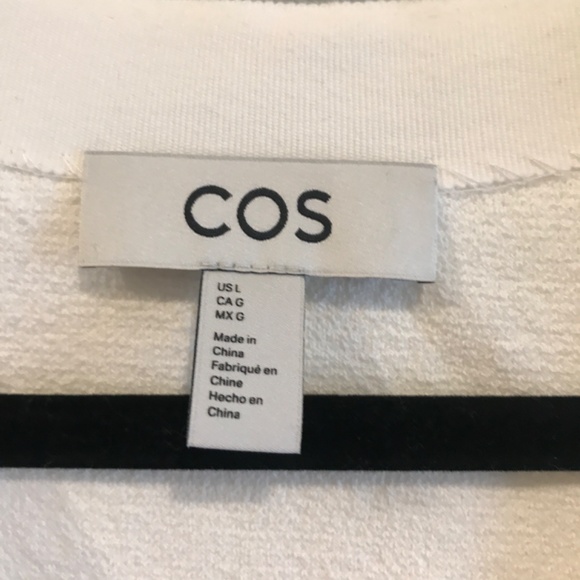 COS
US L
CA G
MX G
Made in
China
Fabriqué en
Chine
Hecho en
China